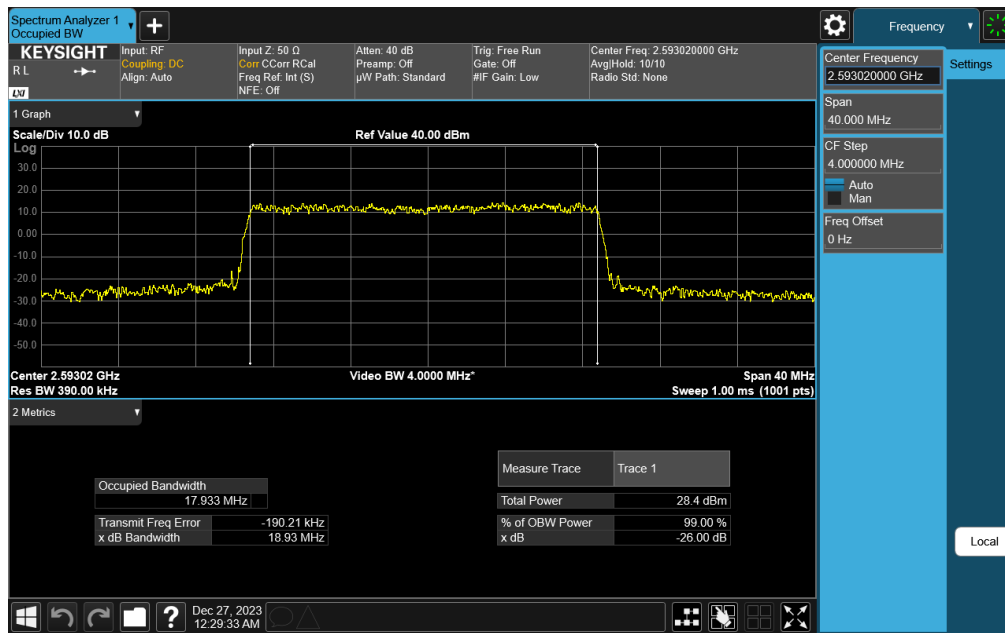 Spectrum Analyzer 1
Occupied BW
Frequency
KEYSIGHT
R L
LXI
Input: RF
Coupling: DC
Align: Auto
Input Z: 50 Ω
Corr CCorr RCal
Freq Ref: Int (S)
NFE: Off
Atten: 40 dB
Preamp: Off
µW Path: Standard
Trig: Free Run
Gate: Off
#IF Gain: Low
Center Freq: 2.593020000 GHz
Avg|Hold: 10/10
Radio Std: None
Center Frequency
2.593020000 GHz
Settings
Span
40.000 MHz
CF Step
4.000000 MHz
Auto
Man
Freq Offset
0 Hz
Local
1 Graph
Scale/Div 10.0 dB
Ref Value 40.00 dBm
Log
30.0
20.0
10.0
0.00
-10.0
-20.0
-30.0
-40.0
-50.0
Center 2.59302 GHz
Video BW 4.0000 MHz*
Span 40 MHz
Res BW 390.00 kHz
Sweep 1.00 ms (1001 pts)
2 Metrics
Occupied Bandwidth
17.933 MHz
Transmit Freq Error -190.21 kHz
x dB Bandwidth 18.93 MHz
Measure Trace Trace 1
Total Power 28.4 dBm
% of OBW Power 99.00 %
x dB -26.00 dB
?
Dec 27, 2023
12:29:33 AM